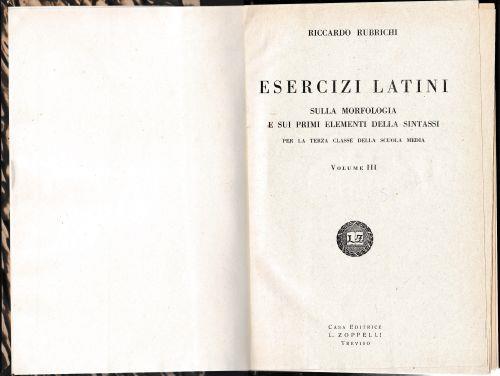 RICCARDO RUBRICHI
ESERCIZI LATINI
SULLA MORFOLOGIA
E SUI PRIMI ELEMENTI DELLA SINTASSI
PER LA TERZA CLASSE DELLA SCUOLA MEDIA
VOLUME III
LZ
CASA EDITRICE
L. ZOPPELLI
TREVISO